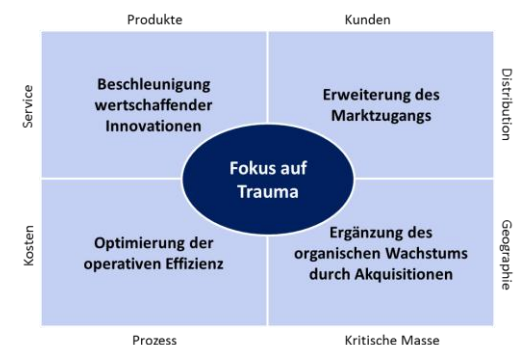 Produkte
Kunden
Service
Beschleunigung
wertschaffender
Innovationen
Erweiterung des
Marktzugangs
Distribution
Fokus auf
Trauma
Kosten
Optimierung der
operativen Effizienz
Ergänzung des
organischen Wachstums
durch Akquisitionen
Geographie
Prozess
Kritische Masse